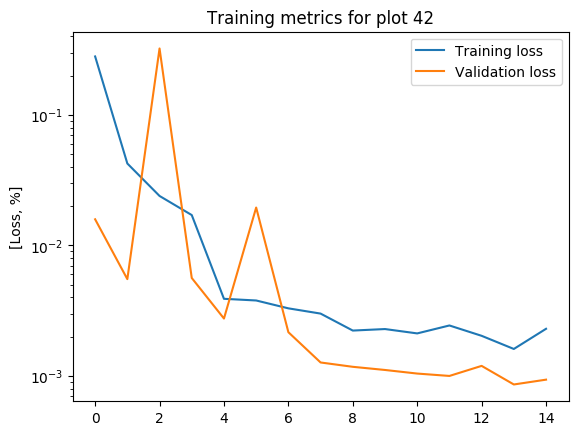 Training metrics for plot 42
Training loss
Validation loss
[Loss, %]
10⁻¹
10⁻²
10⁻³
0 2 4 6 8 10 12 14